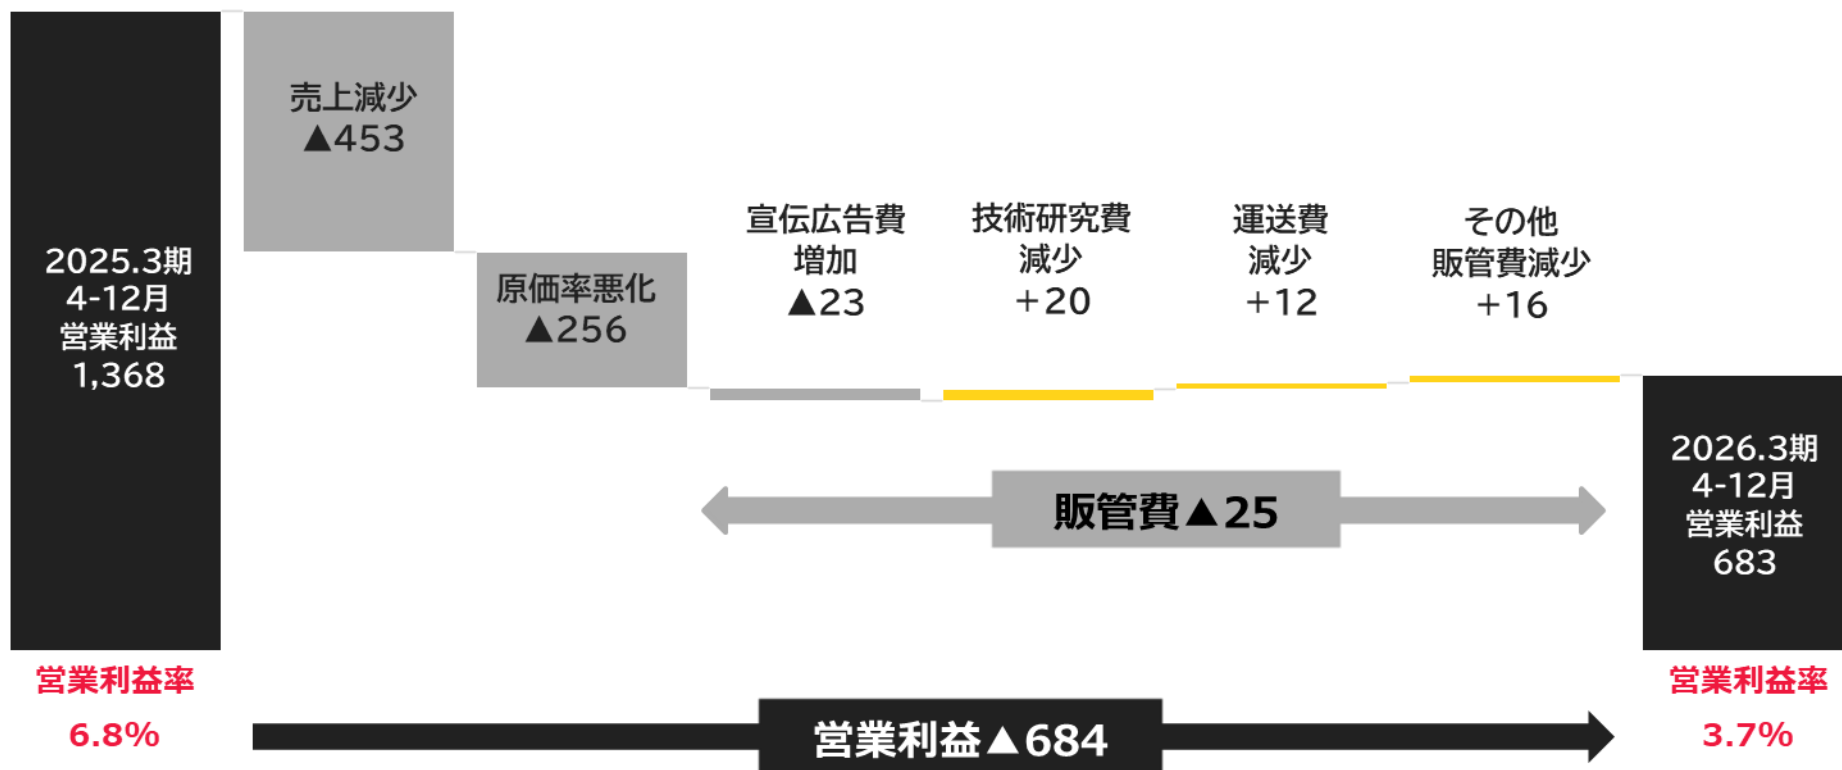 2025.3期
4-12月
営業利益
1,368
営業利益率
6.8%
売上減少
▲453
原価率悪化
▲256
宣伝広告費
増加
▲23
技術研究費
減少
+20
運送費
減少
+12
その他
販管費減少
+16
販管費▲25
営業利益▲684
2026.3期
4-12月
営業利益
683
営業利益率
3.7%